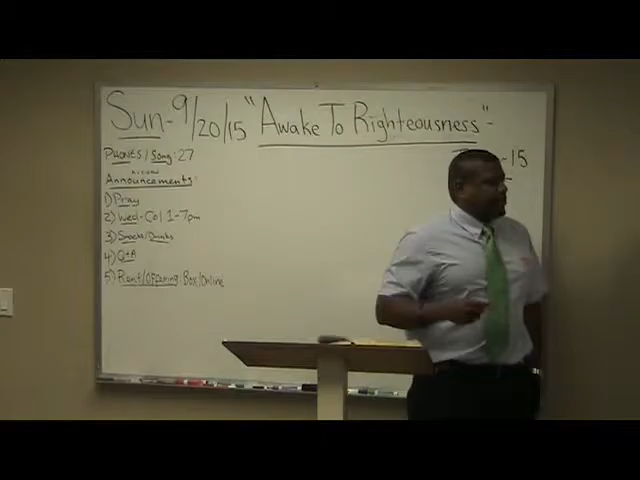 Sun-9/20/15 "Awake To Righteousness"-
-15
PHONES/Song:27
Announcements:
1) Pray
2) Wed-Col 1-7pm
3) Snacks/Drinks
4) Q+A
5) Rent/Offering:Box/Online